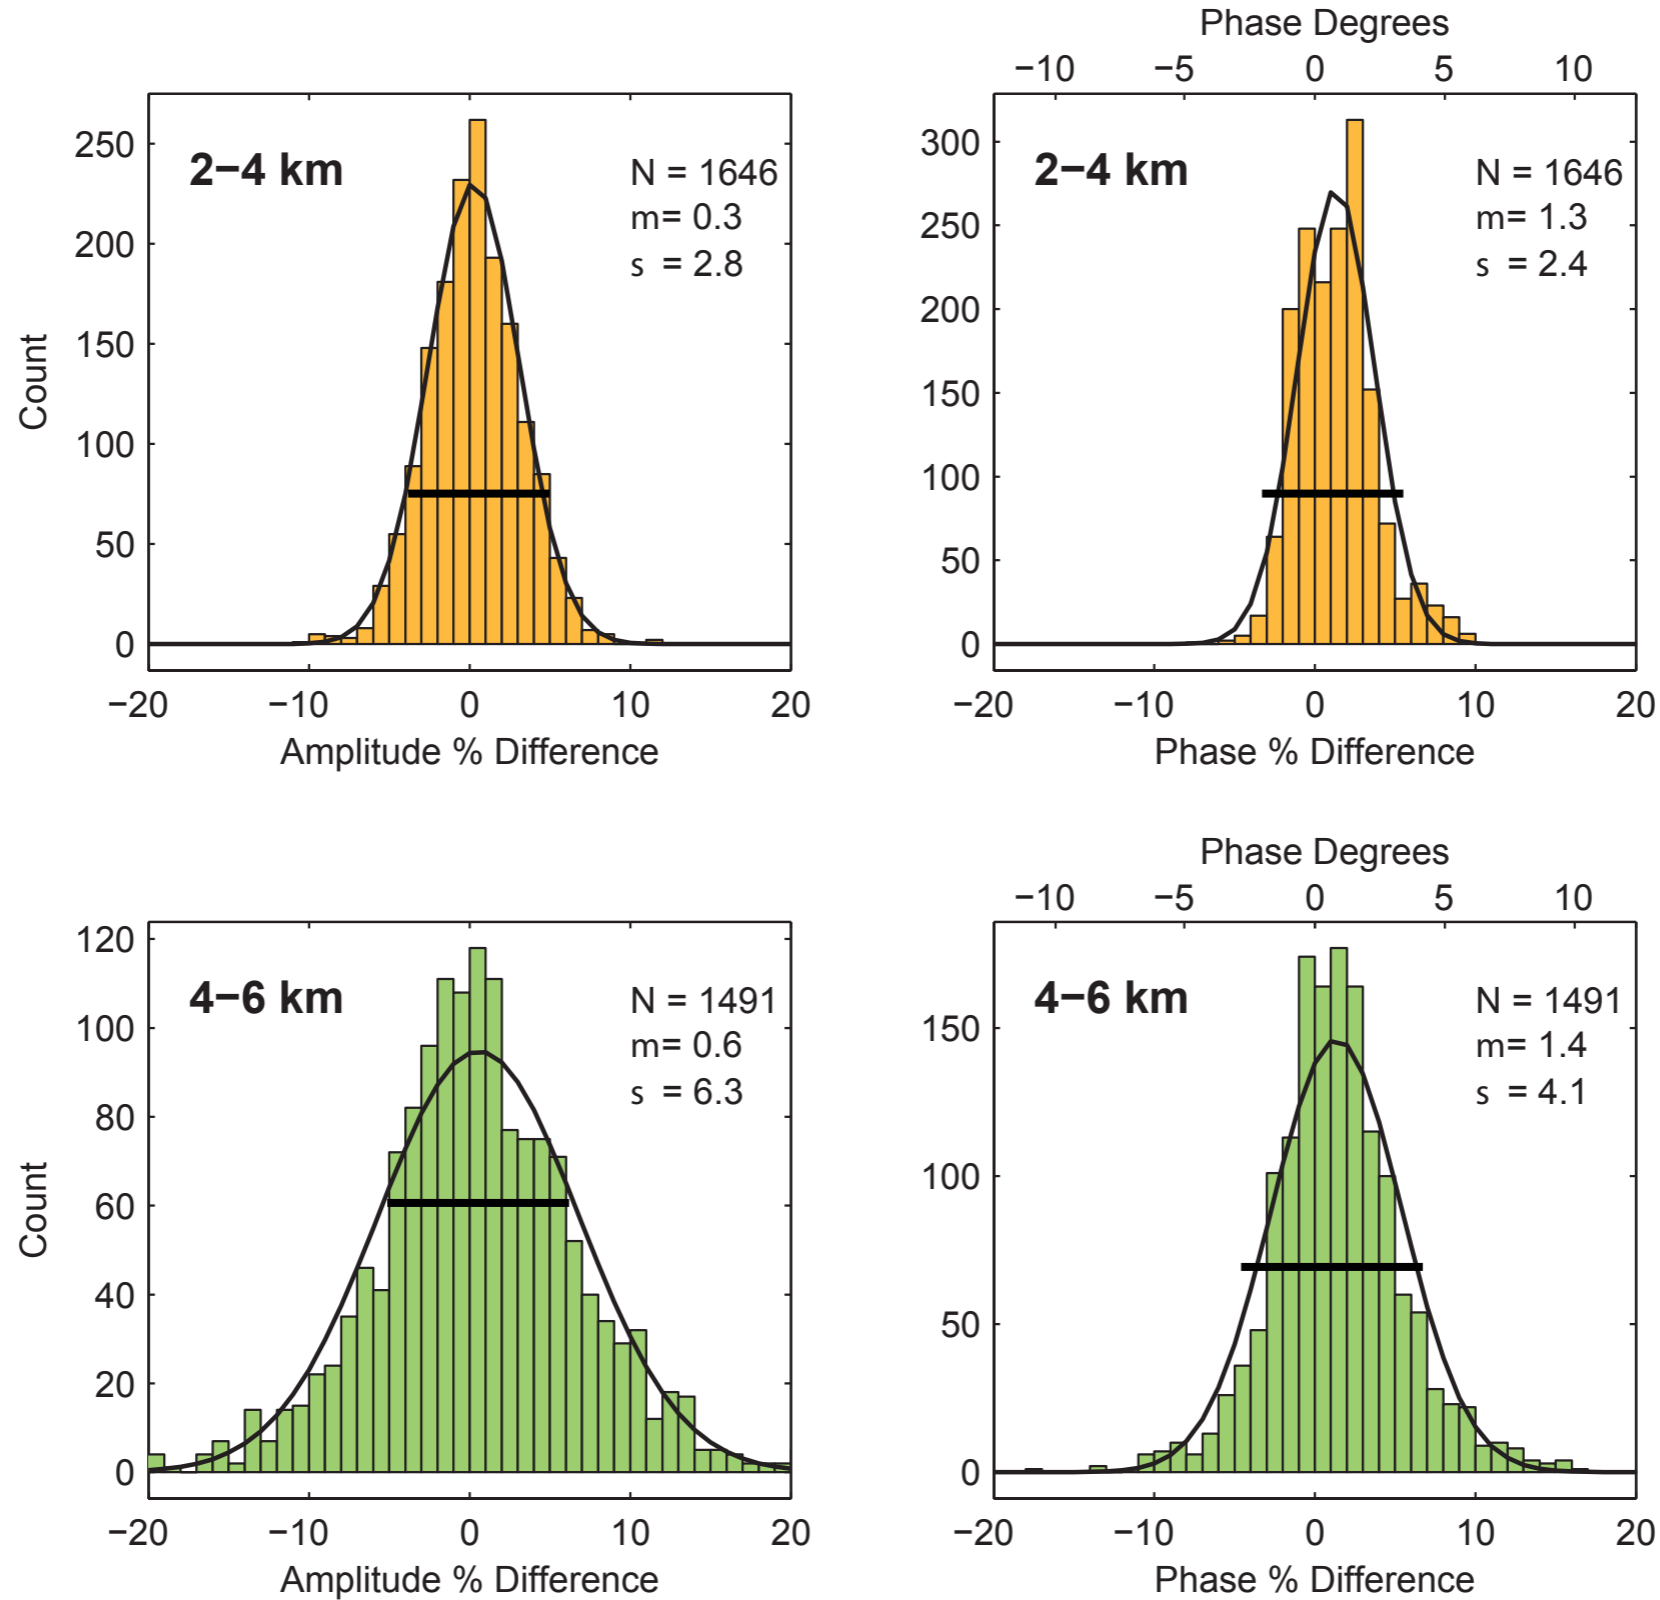 Phase Degrees
−10 −5 0 5 10
250
200
150
100
50
0
Count
2−4 km
N = 1646
m= 0.3
s = 2.8
−20 −10 0 10 20
Amplitude % Difference
300
250
200
150
100
50
0
2−4 km
N = 1646
m= 1.3
s = 2.4
−20 −10 0 10 20
Phase % Difference
Phase Degrees
−10 −5 0 5 10
120
100
80
60
40
20
0
Count
4−6 km
N = 1491
m= 0.6
s = 6.3
−20 −10 0 10 20
Amplitude % Difference
150
100
50
0
4−6 km
N = 1491
m= 1.4
s = 4.1
−20 −10 0 10 20
Phase % Difference